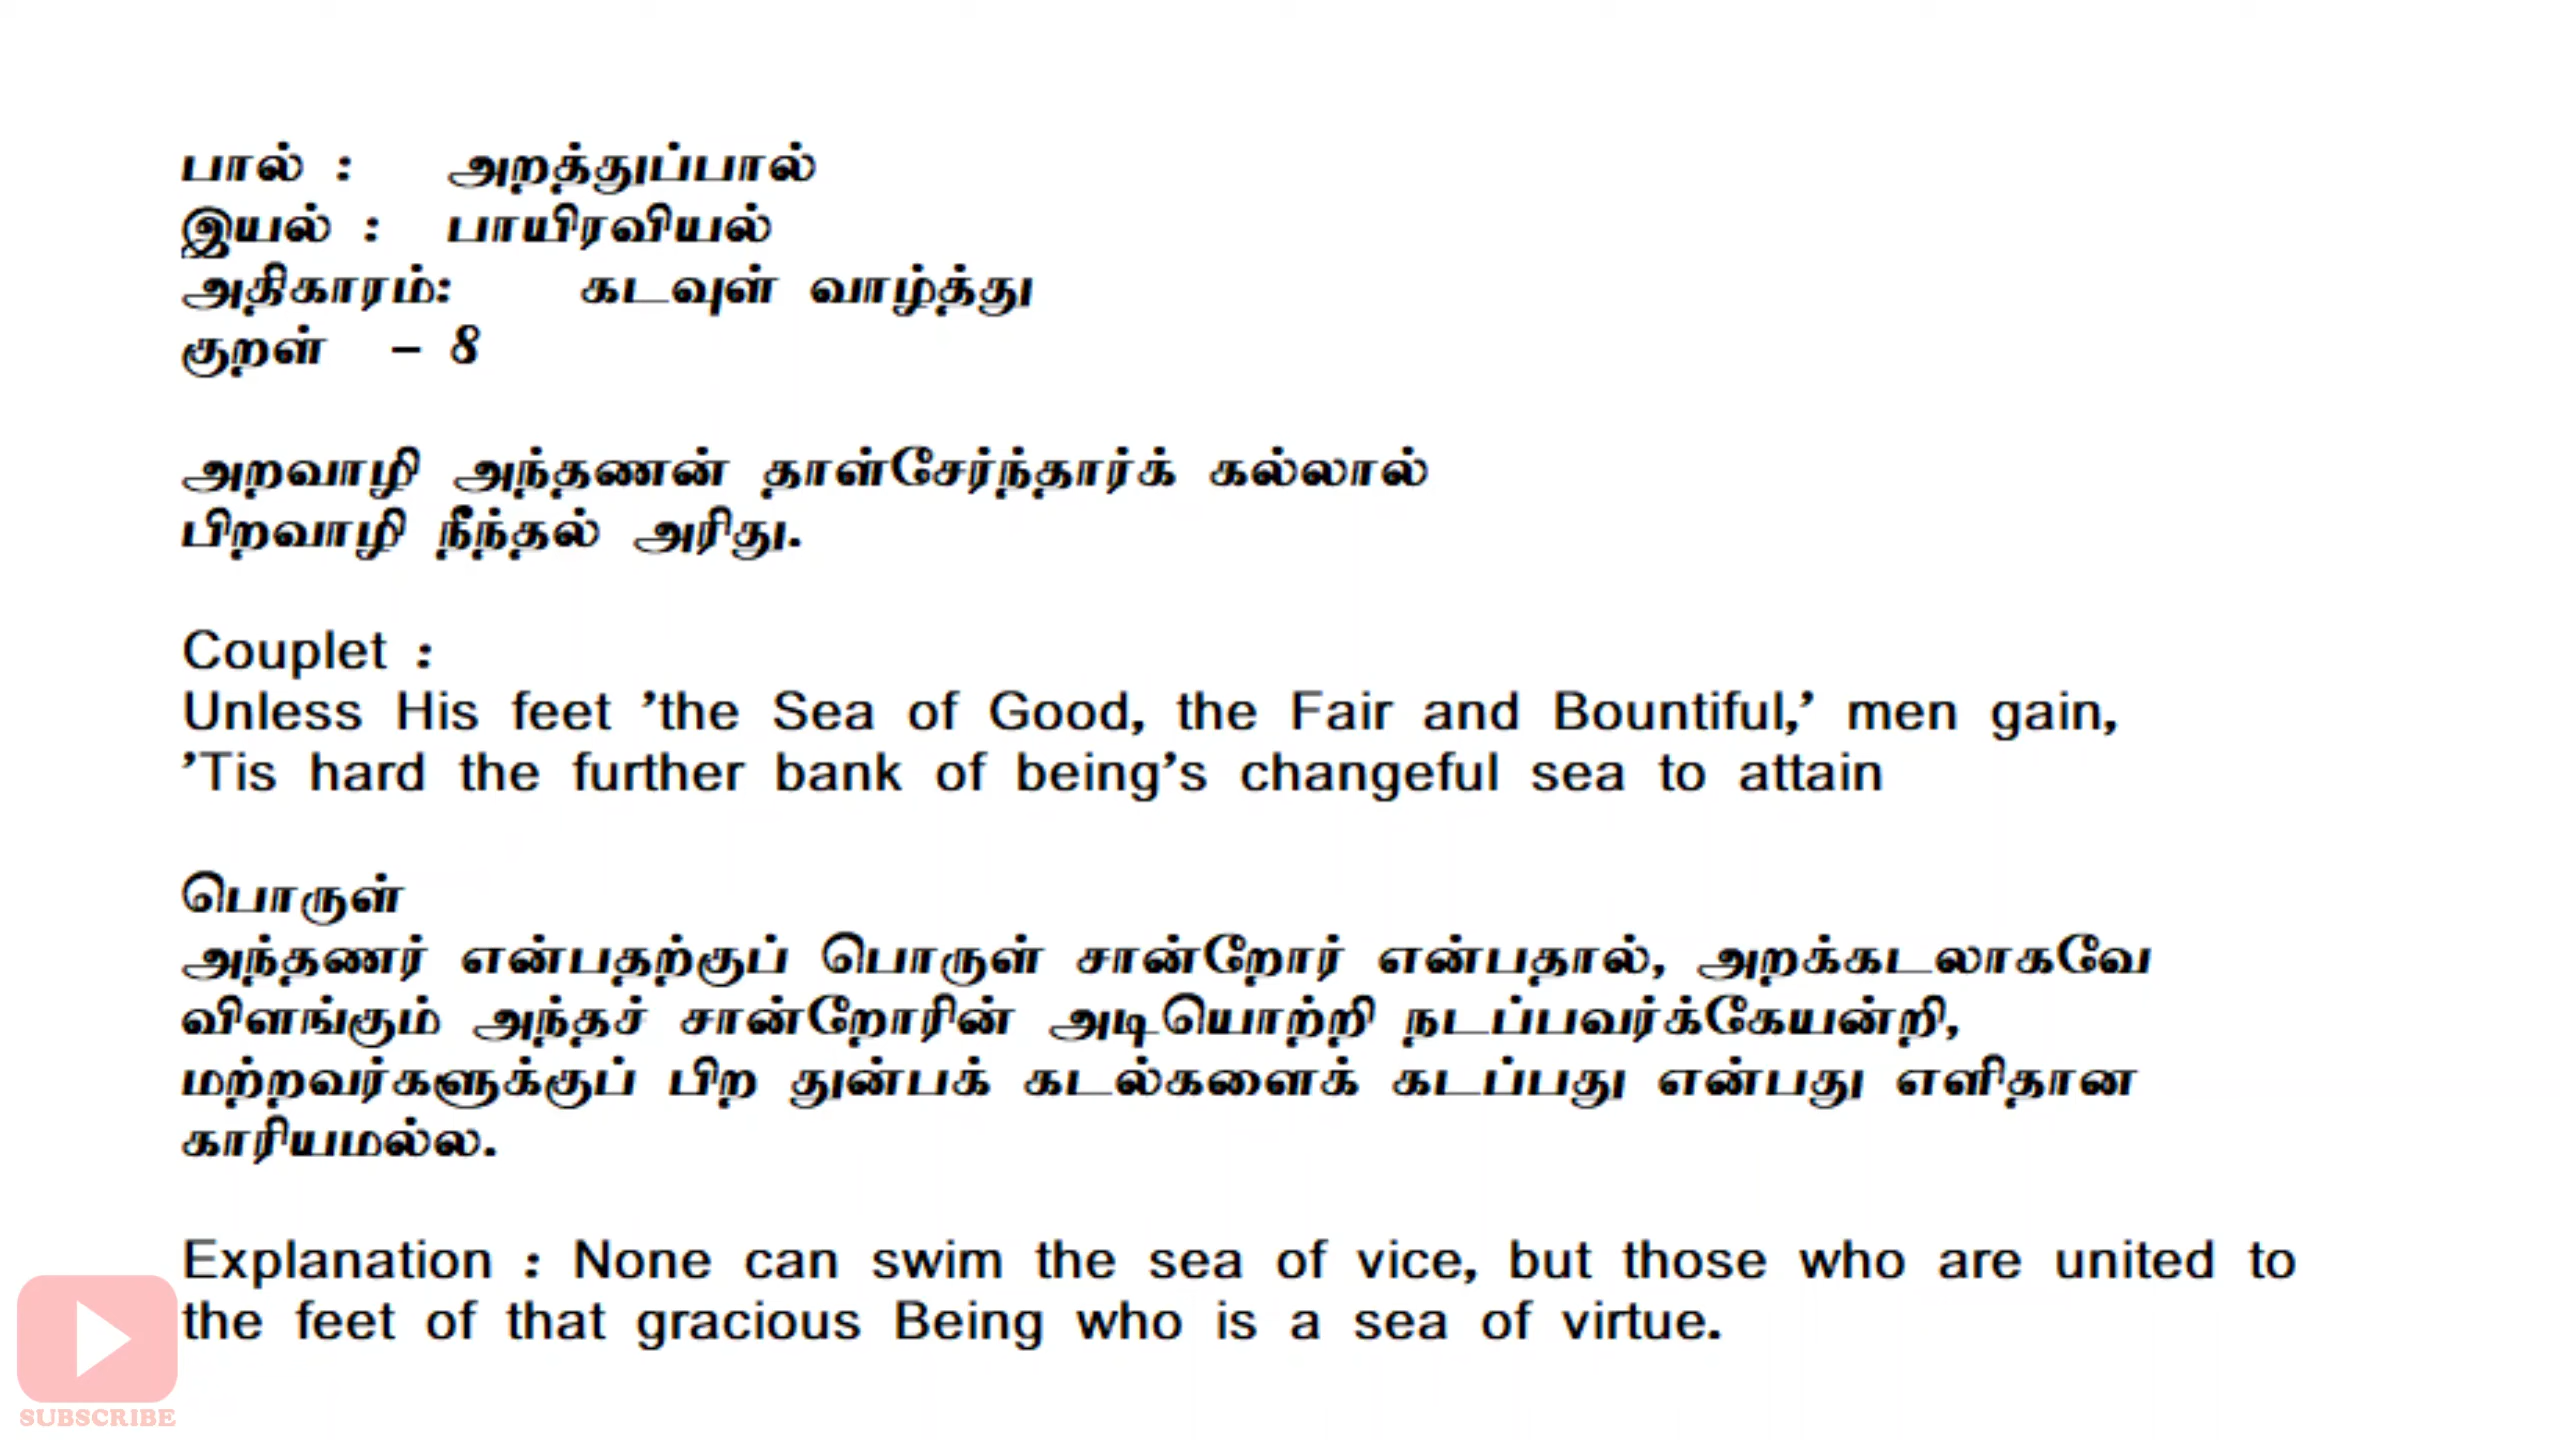 பால் : அறத்துப்பால்
இயல் : பாயிரவியல்
அதிகாரம்: கடவுள் வாழ்த்து
குறள் - 8
அறவாழி அந்தணன் தாள்சேர்ந்தார்க் கல்லால்
பிறவாழி நீந்தல் அரிது.
Couplet :
Unless His feet 'the Sea of Good, the Fair and Bountiful,' men gain,
'Tis hard the further bank of being's changeful sea to attain
பொருள்
அந்தணர் என்பதற்குப் பொருள் சான்றோர் என்பதால், அறக்கடலாகவே
விளங்கும் அந்தச் சான்றோரின் அடியொற்றி நடப்பவர்க்கேயன்றி,
மற்றவர்களுக்குப் பிற துன்பக் கடல்களைக் கடப்பது என்பது எளிதான
காரியமல்ல.
Explanation : None can swim the sea of vice, but those who are united to
the feet of that gracious Being who is a sea of virtue.
SUBSCRIBE